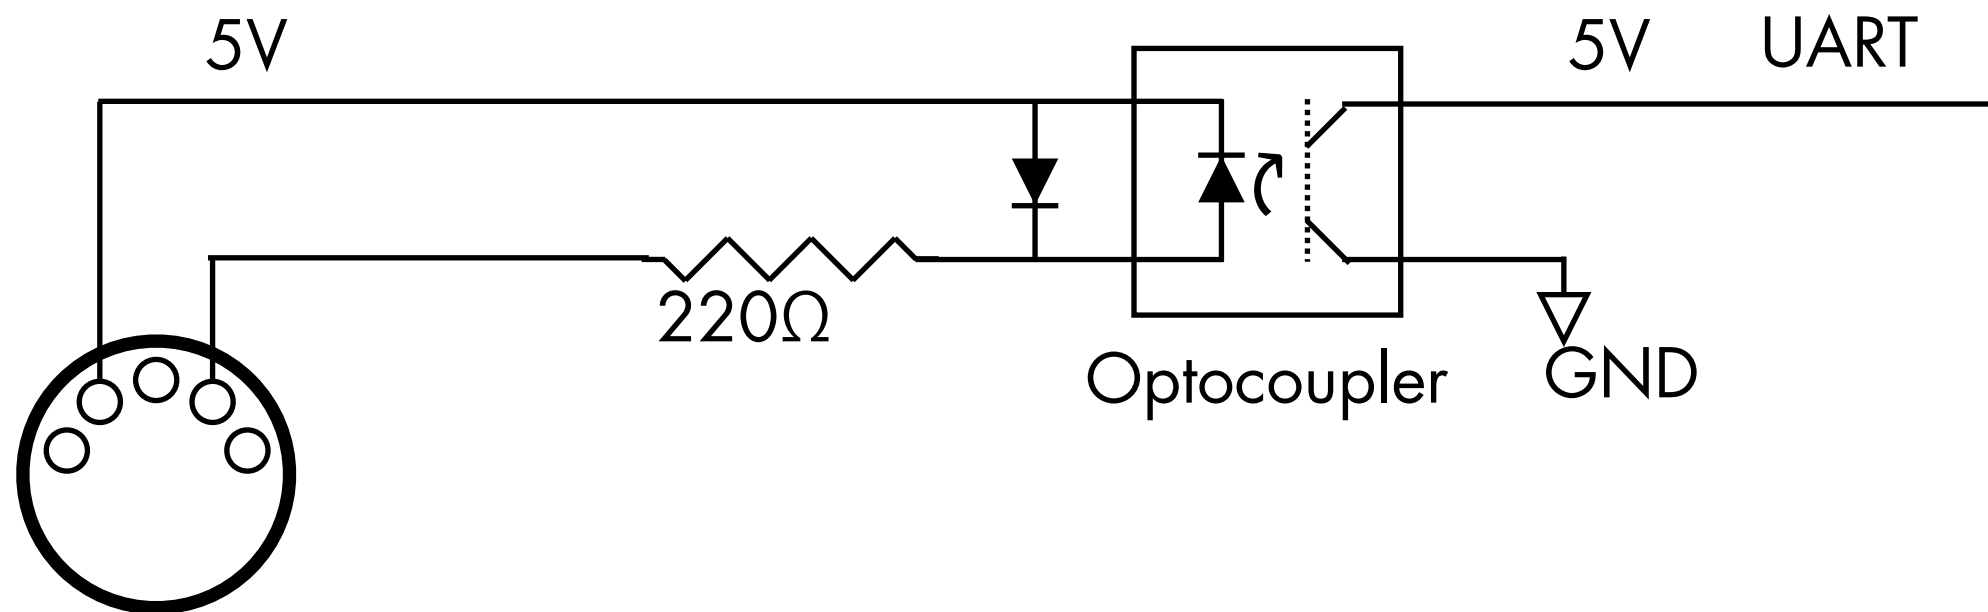 5V
5V
UART
220Ω
Optocoupler
GND